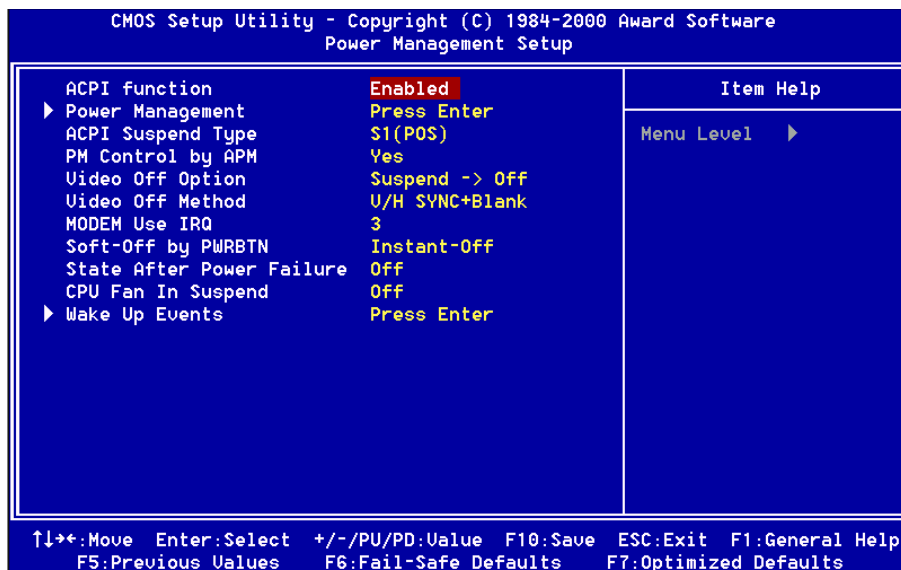 CMOS Setup Utility - Copyright (C) 1984-2000 Award Software
Power Management Setup
ACPI function Enabled
Power Management Press Enter
ACPI Suspend Type S1(POS)
PM Control by APM Yes
Video Off Option Suspend -> Off
Video Off Method V/H SYNC+Blank
MODEM Use IRQ 3
Soft-Off by PWRBTN Instant-Off
State After Power Failure Off
CPU Fan In Suspend Off
Wake Up Events Press Enter
Item Help
Menu Level
↑↓→←:Move Enter:Select +/-/PU/PD:Value F10:Save ESC:Exit F1:General Help
F5:Previous Values F6:Fail-Safe Defaults F7:Optimized Defaults